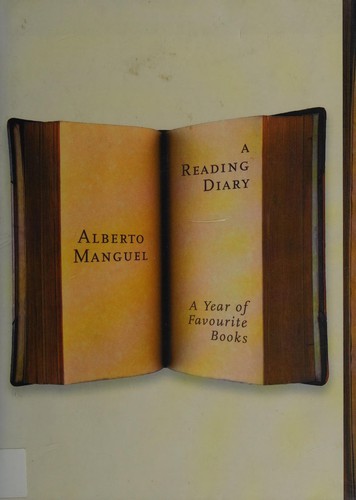 ALBERTO
MANGUEL
A
READING
DIARY
A Year of
Favourite
Books